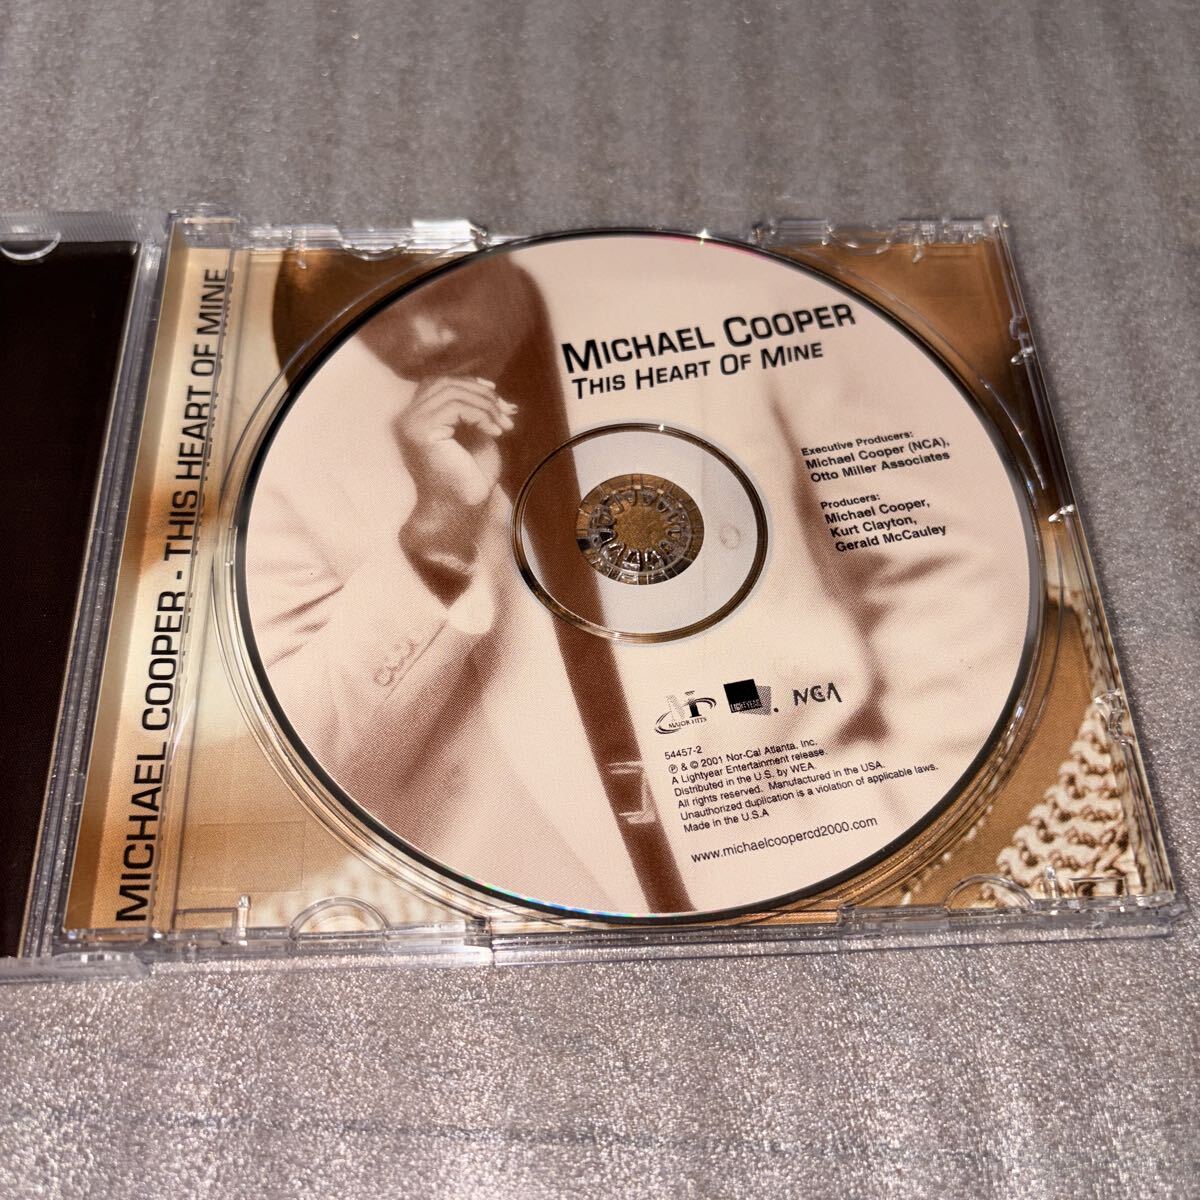 MICHAEL COOPER - THIS HEART OF MINE
MICHAEL COOPER
THIS HEART OF MINE
Executive Producers:
Michael Cooper (NCA),
Otto Miller Associates
Producers:
Michael Cooper,
Kurt Clayton,
Gerald McCauley
MAJOR HITS
LIGHTYEAR
NCA
54457-2
℗ & © 2001 Nor-Cal Atlanta, Inc.
A Lightyear Entertainment release.
Distributed in the U.S. by WEA.
All rights reserved. Manufactured in the USA.
Unauthorized duplication is a violation of applicable laws.
Made in the U.S.A
www.michaelcoopercd2000.com